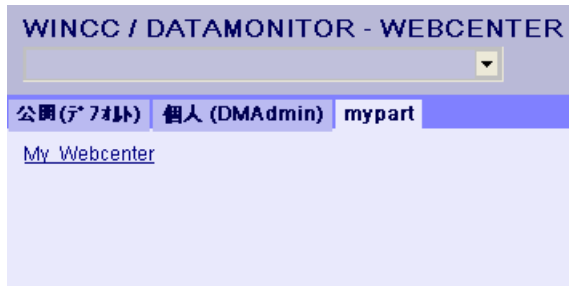 WINCC / DATAMONITOR - WEBCENTER
公開(ﾃﾞﾌｫﾙﾄ) 個人 (DMAdmin) mypart
My Webcenter